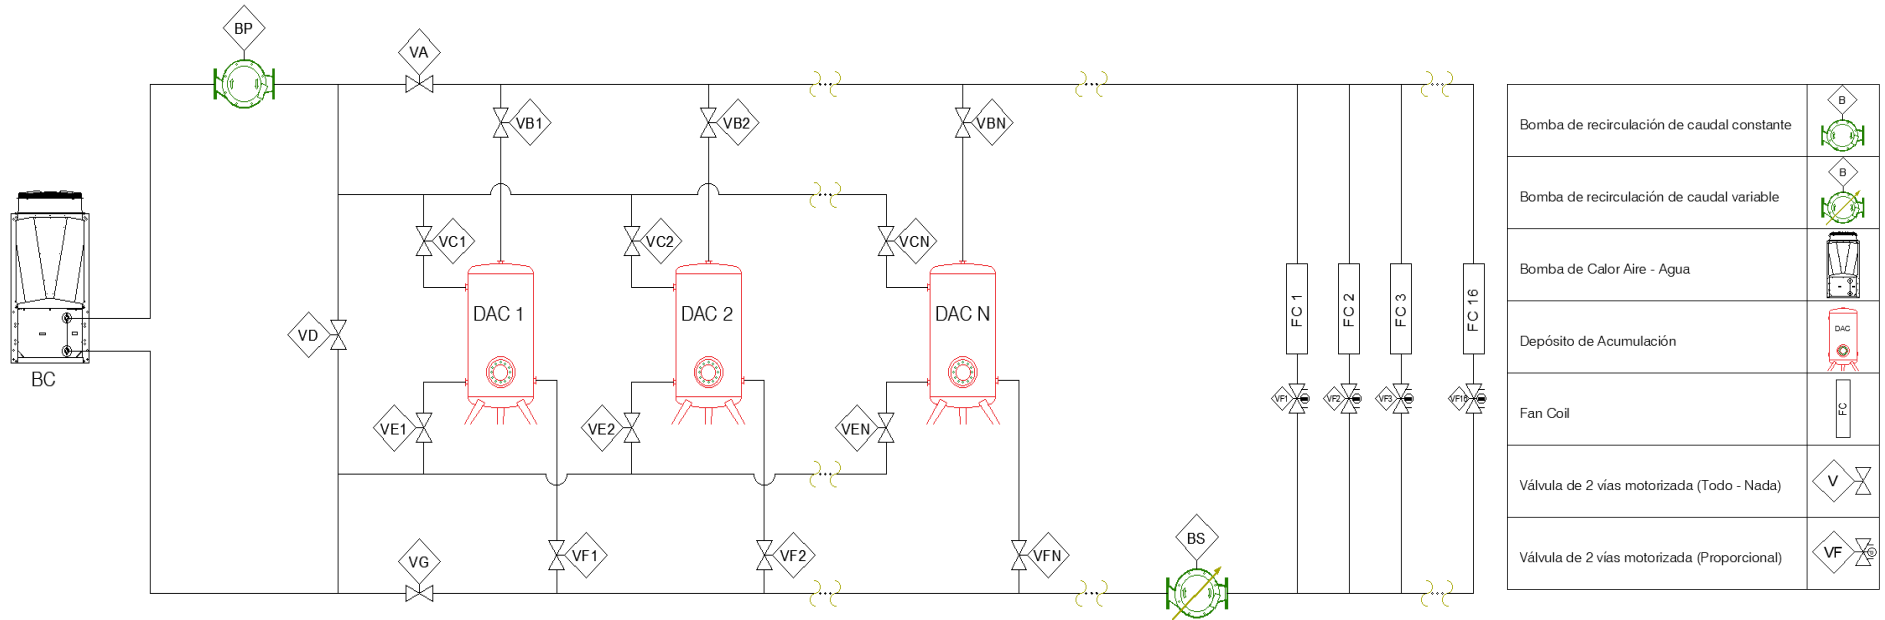 BP
VA
VB1
VB2
VBN
VC1
VC2
VCN
DAC 1
DAC 2
DAC N
VD
BC
VE1
VE2
VEN
VG
VF1
VF2
VFN
BS
FC 1
FC 2
FC 3
FC 16
VF1
VF2
VF3
VF16
Bomba de recirculación de caudal constante
B
Bomba de recirculación de caudal variable
B
Bomba de Calor Aire - Agua
Depósito de Acumulación
DAC
Fan Coil
FC
Válvula de 2 vías motorizada (Todo - Nada)
V
Válvula de 2 vías motorizada (Proporcional)
VF